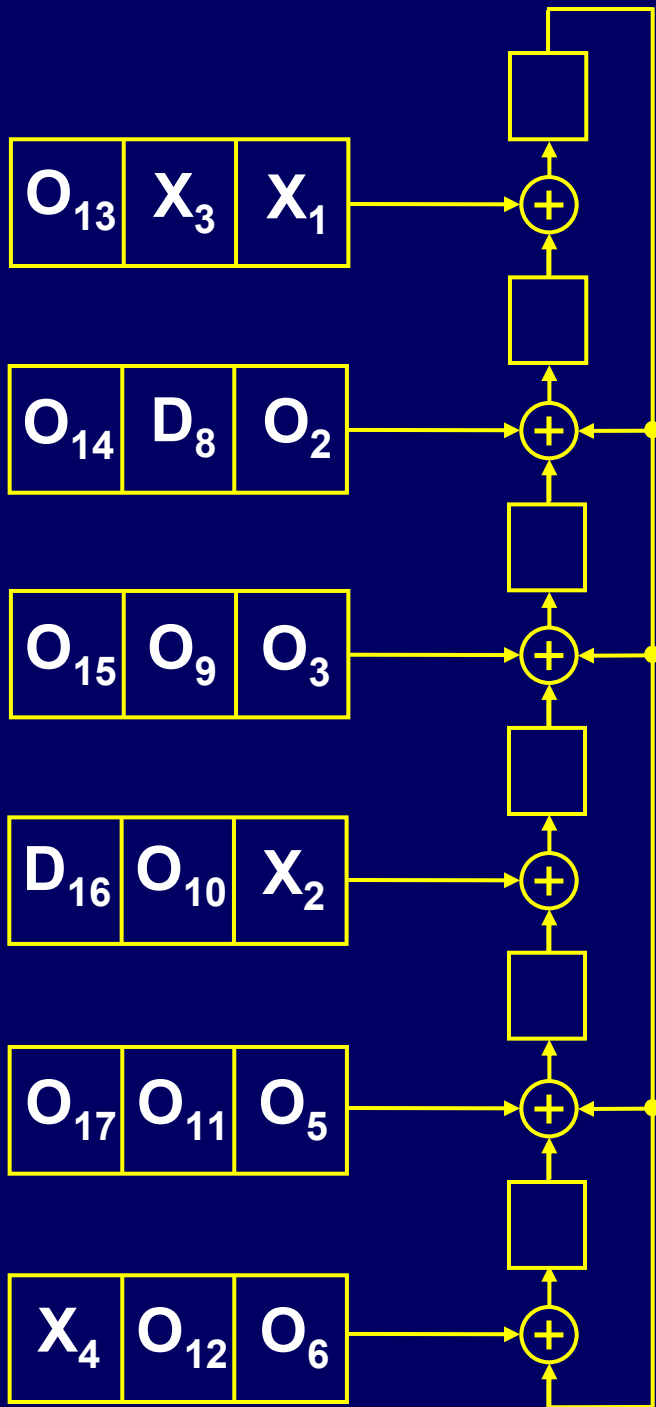 O₁₃ X₃ X₁
O₁₄ D₈ O₂
O₁₅ O₉ O₃
D₁₆ O₁₀ X₂
O₁₇ O₁₁ O₅
X₄ O₁₂ O₆